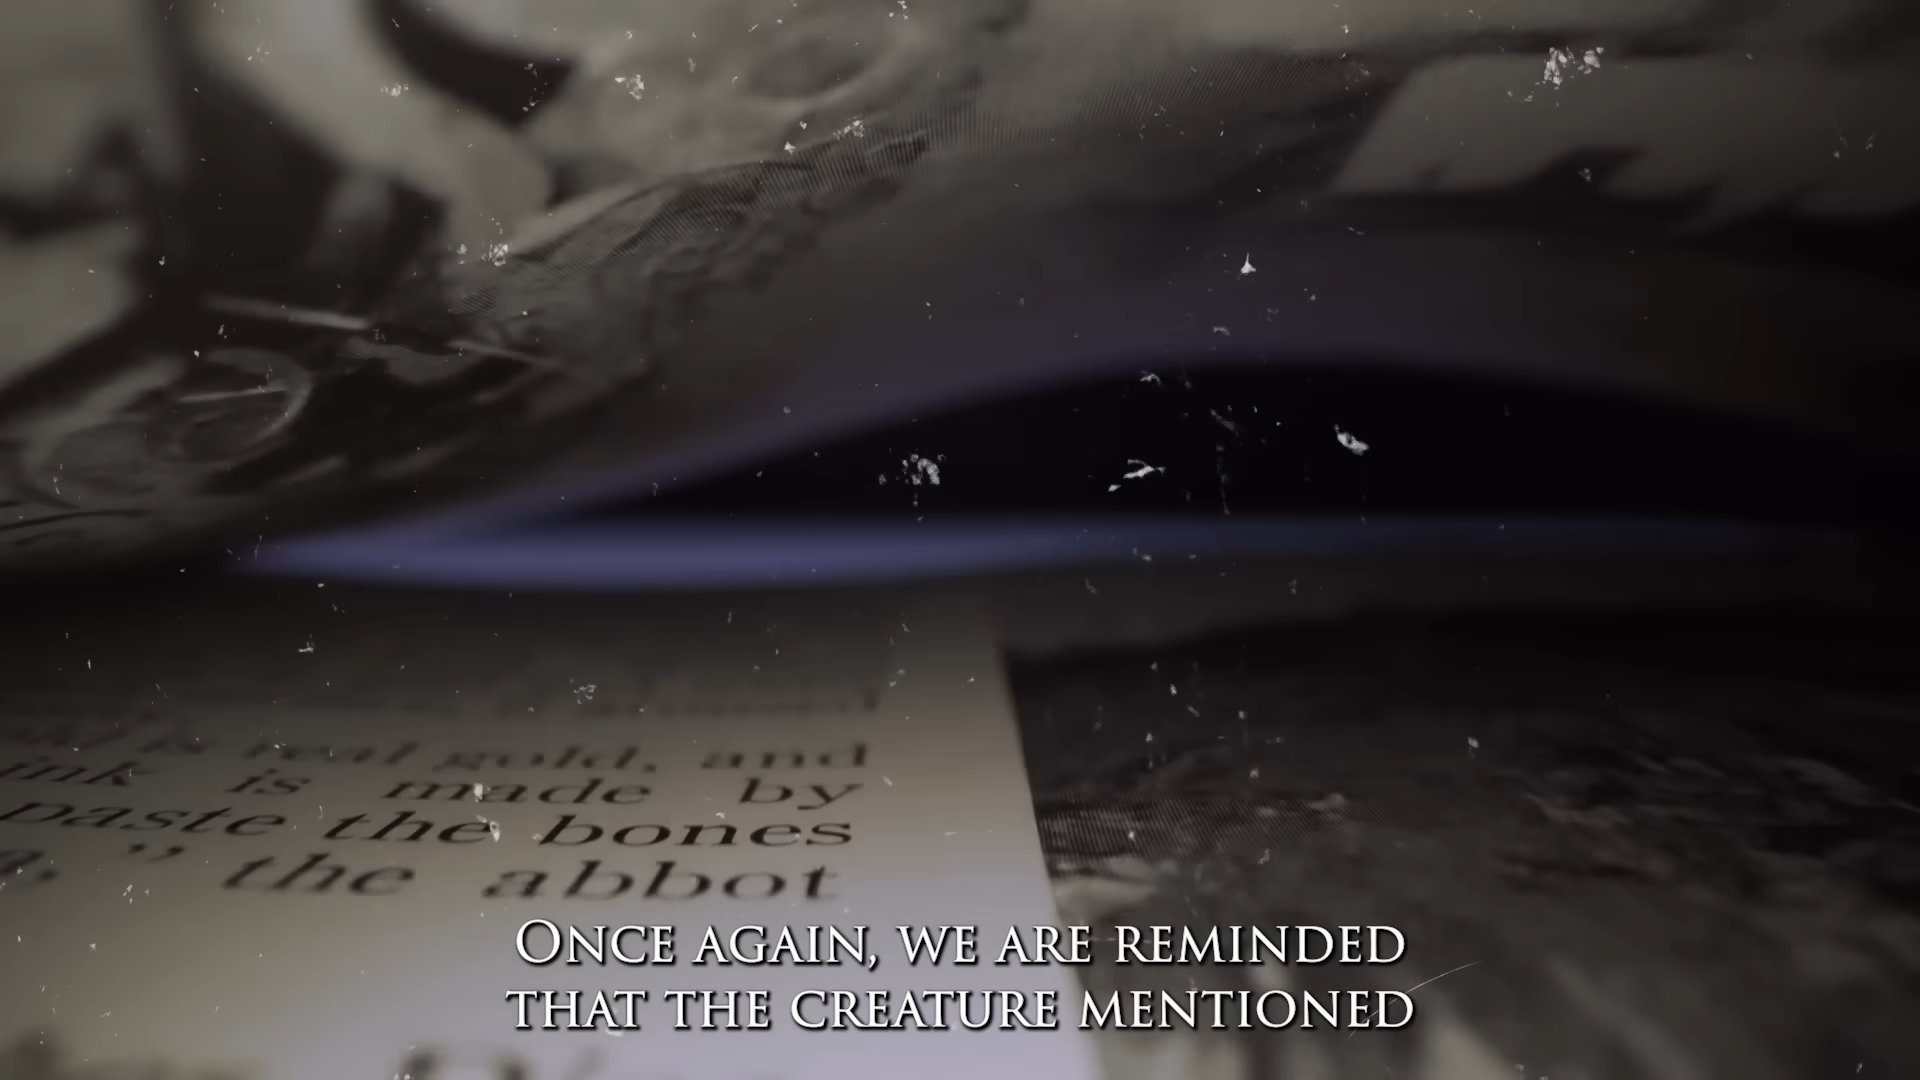 is real gold, and
ink is made by
paste the bones
" the abbot
ONCE AGAIN, WE ARE REMINDED
THAT THE CREATURE MENTIONED